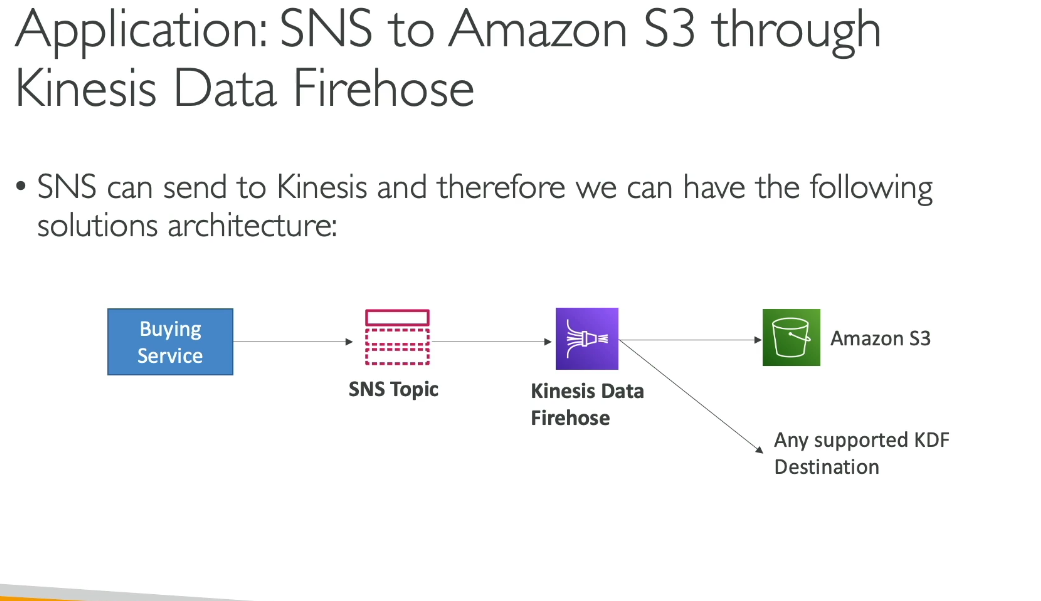 Application: SNS to Amazon S3 through
Kinesis Data Firehose
• SNS can send to Kinesis and therefore we can have the following
solutions architecture:
Buying
Service
SNS Topic
Kinesis Data
Firehose
Amazon S3
Any supported KDF
Destination